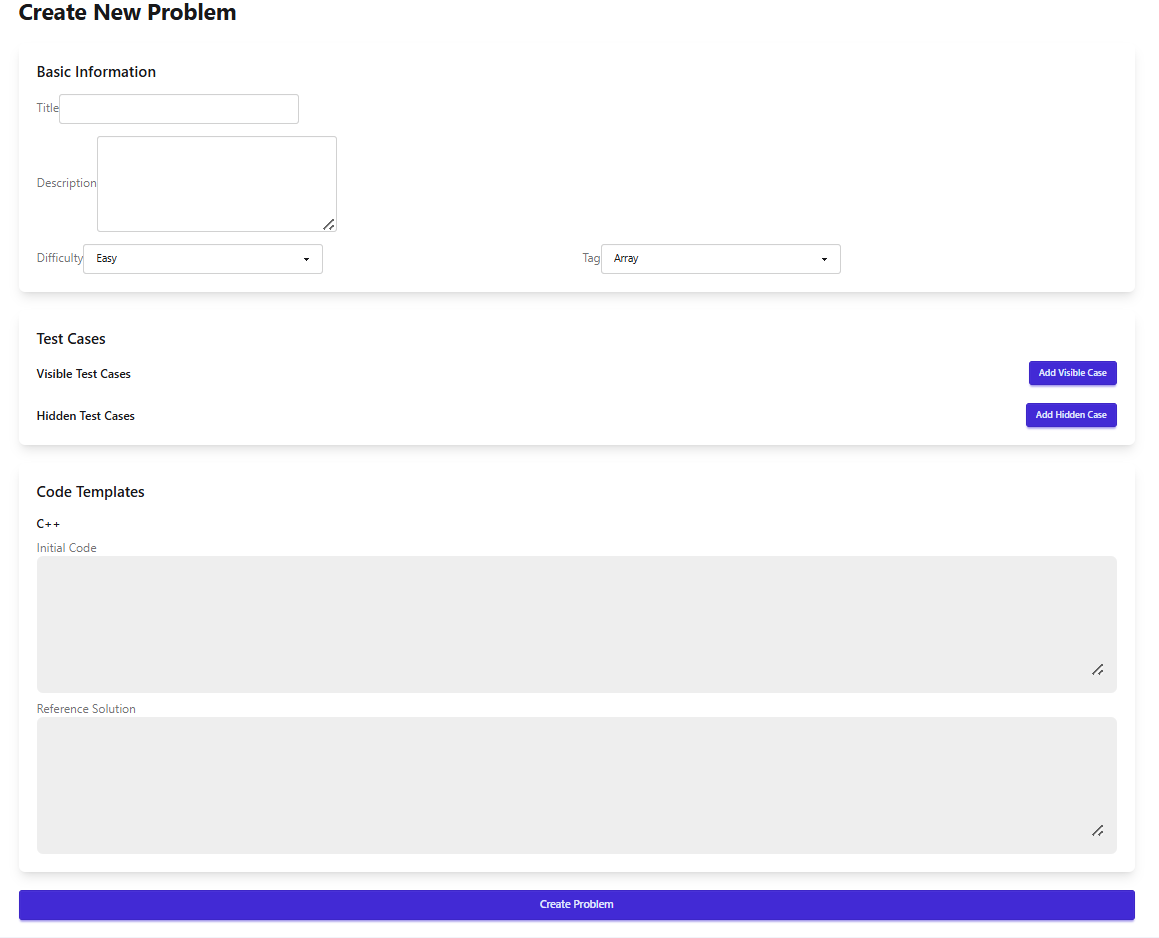 Create New Problem
Basic Information
Title
Description
Difficulty Easy Tag Array
Test Cases
Visible Test Cases Add Visible Case
Hidden Test Cases Add Hidden Case
Code Templates
C++
Initial Code
Reference Solution
Create Problem